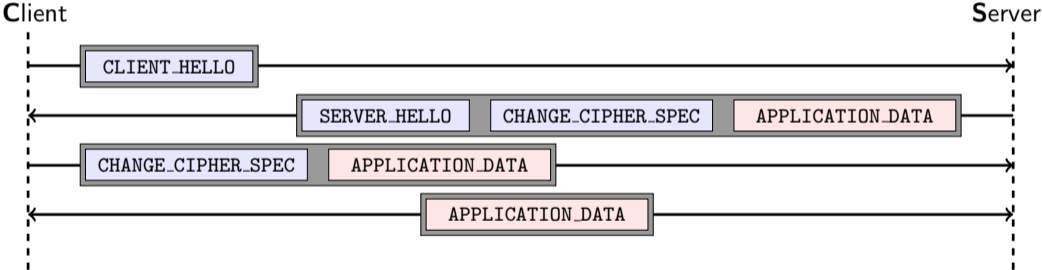 Client Server
CLIENT_HELLO
SERVER_HELLO CHANGE_CIPHER_SPEC APPLICATION_DATA
CHANGE_CIPHER_SPEC APPLICATION_DATA
APPLICATION_DATA